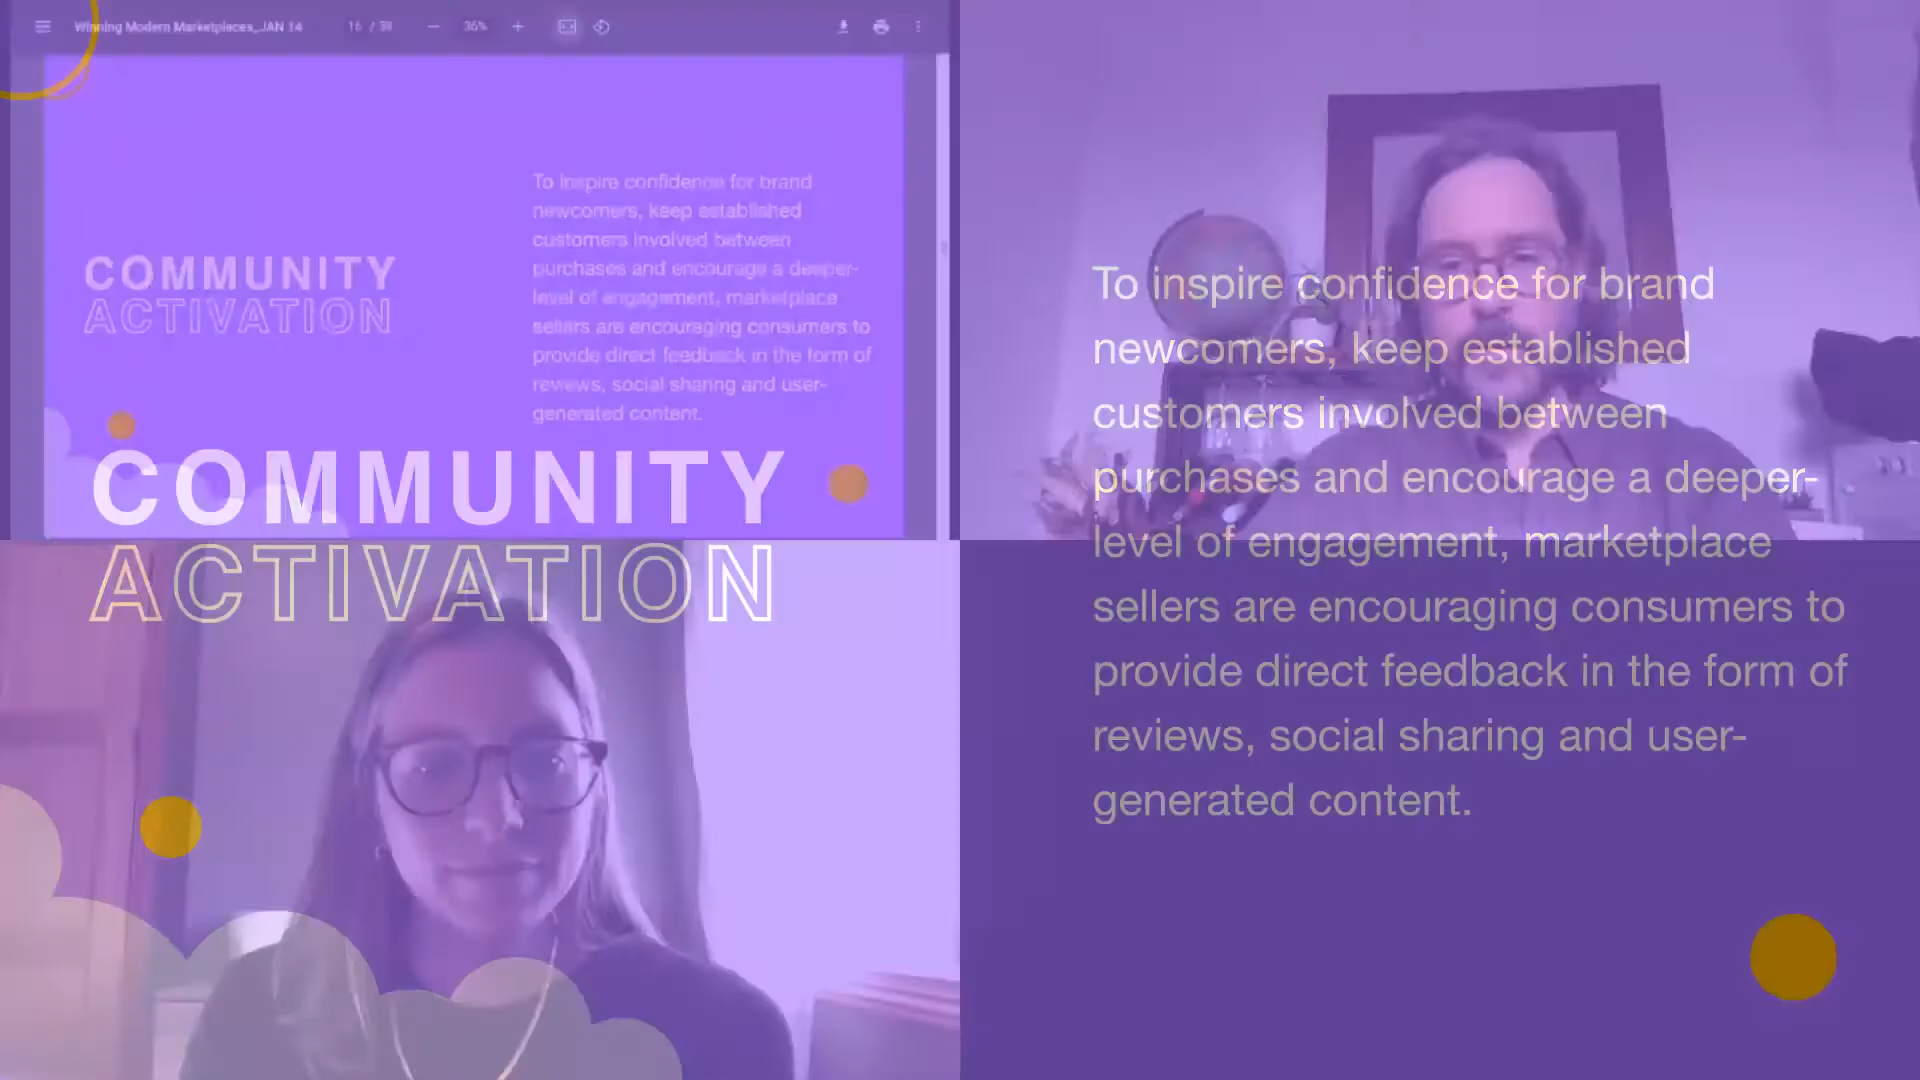 Winning Modern Marketplaces_JAN 14
16 / 38
36%
To inspire confidence for brand
newcomers, keep established
customers involved between
purchases and encourage a deeper-
level of engagement, marketplace
sellers are encouraging consumers to
provide direct feedback in the form of
reviews, social sharing and user-
generated content.
COMMUNITY
ACTIVATION
COMMUNITY
ACTIVATION
To inspire confidence for brand
newcomers, keep established
customers involved between
purchases and encourage a deeper-
level of engagement, marketplace
sellers are encouraging consumers to
provide direct feedback in the form of
reviews, social sharing and user-
generated content.